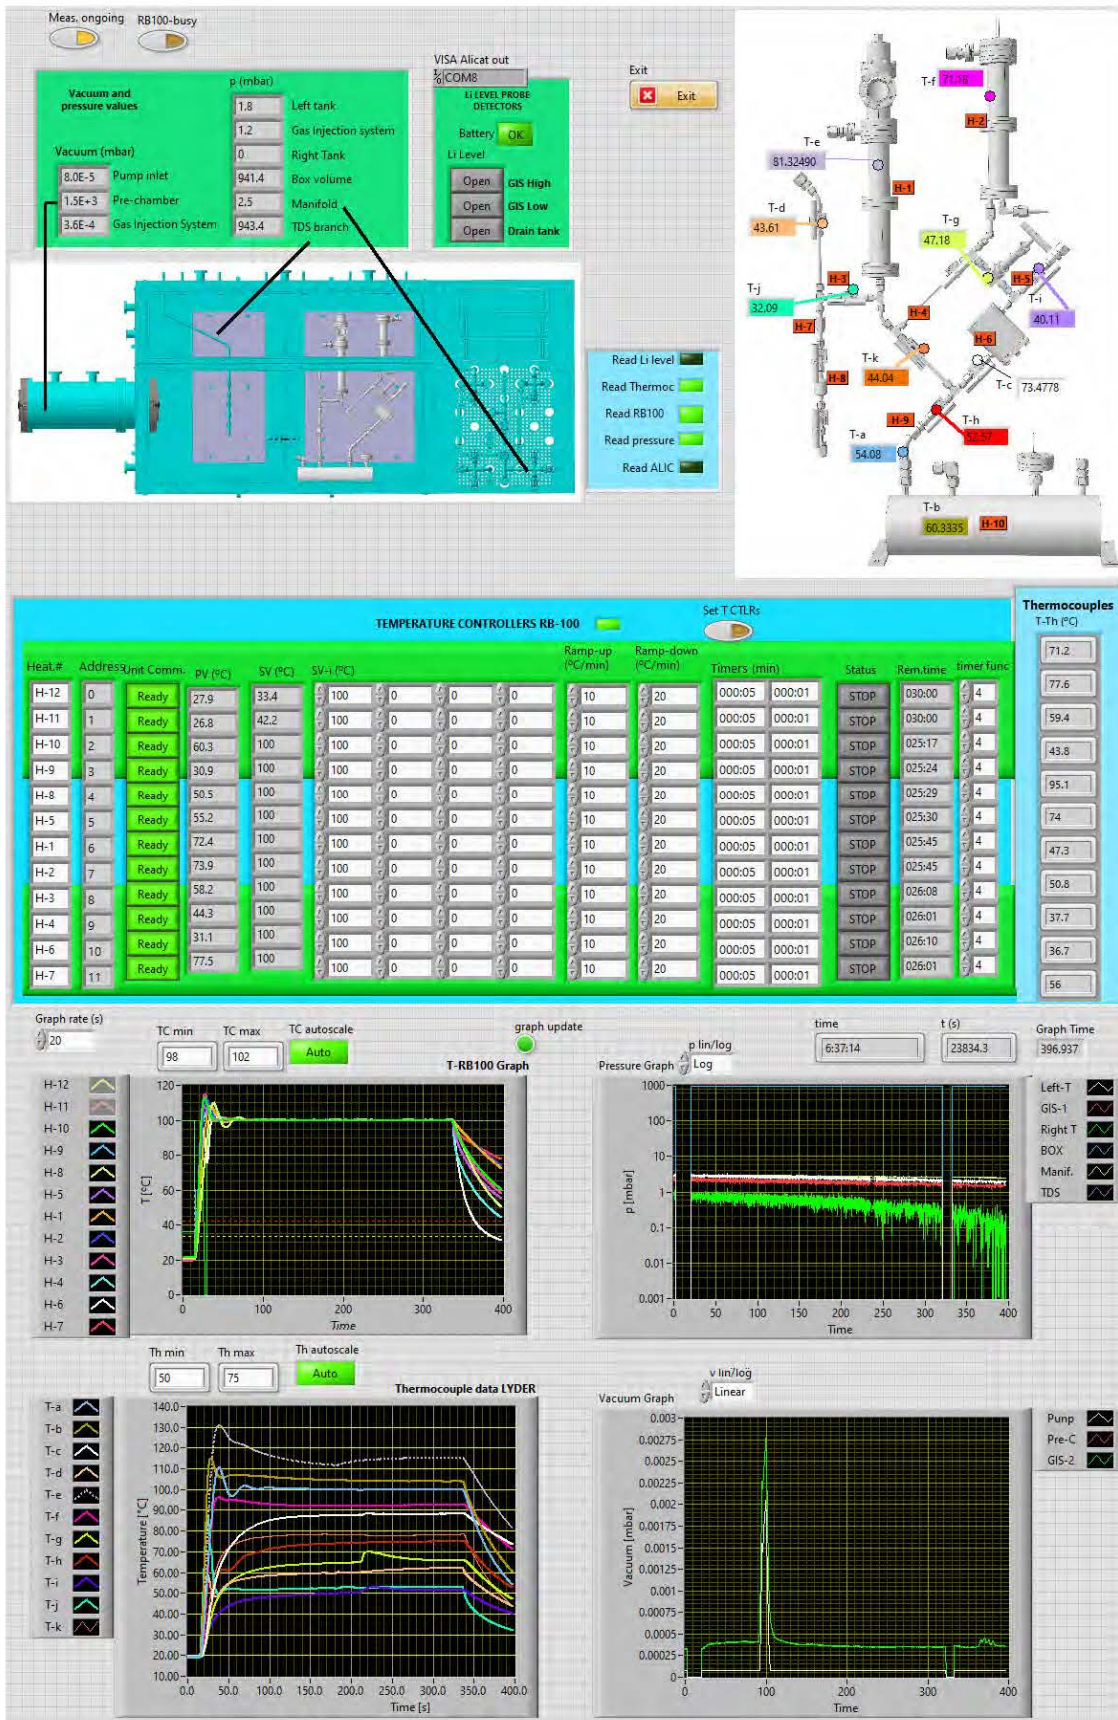 Meas. ongoing RB100-busy
VISA Alicat out
COM8
Exit
Exit
Vacuum and pressure values
p (mbar)
1.8 Left tank
1.2 Gas Injection system
0 Right Tank
941.4 Box volume
2.5 Manifold
943.4 TDS branch
Vacuum (mbar)
8.0E-5 Pump inlet
1.5E+3 Pre-chamber
3.6E-4 Gas Injection System
Li LEVEL PROBE DETECTORS
Battery OK
Li Level
Open GIS High
Open GIS Low
Open Drain tank
Read Li level
Read Thermoc
Read RB100
Read pressure
Read ALIC
T-f 71.18
H-2
T-e
81.32490
H-1
T-d
43.61
T-g
47.18
H-3
H-5
T-j
32.09
T-i
40.11
H-4
H-7
H-6
T-k
44.04
H-8
T-c 73.4778
H-9
T-h
52.57
T-a
54.08
T-b
60.3335 H-10
TEMPERATURE CONTROLLERS RB-100
Set T CTLRs
Heat.# Address Unit Comm. PV (ºC) SV (ºC) SV-i (ºC) Ramp-up (ºC/min) Ramp-down (ºC/min) Timers (min) Status Rem.time timer func
H-12 0 Ready 27.9 33.4 100 0 0 0 10 20 000:05 000:01 STOP 030:00 4
H-11 1 Ready 26.8 42.2 100 0 0 0 10 20 000:05 000:01 STOP 030:00 4
H-10 2 Ready 60.3 100 100 0 0 0 10 20 000:05 000:01 STOP 025:17 4
H-9 3 Ready 30.9 100 100 0 0 0 10 20 000:05 000:01 STOP 025:24 4
H-8 4 Ready 50.5 100 100 0 0 0 10 20 000:05 000:01 STOP 025:29 4
H-5 5 Ready 55.2 100 100 0 0 0 10 20 000:05 000:01 STOP 025:30 4
H-1 6 Ready 72.4 100 100 0 0 0 10 20 000:05 000:01 STOP 025:45 4
H-2 7 Ready 73.9 100 100 0 0 0 10 20 000:05 000:01 STOP 025:45 4
H-3 8 Ready 58.2 100 100 0 0 0 10 20 000:05 000:01 STOP 026:08 4
H-4 9 Ready 44.3 100 100 0 0 0 10 20 000:05 000:01 STOP 026:01 4
H-6 10 Ready 31.1 100 100 0 0 0 10 20 000:05 000:01 STOP 026:10 4
H-7 11 Ready 77.5 100 100 0 0 0 10 20 000:05 000:01 STOP 026:01 4
Thermocouples
T-Th (ºC)
71.2
77.6
59.4
43.8
95.1
74
47.3
50.8
37.7
36.7
56
Graph rate (s)
20
TC min TC max TC autoscale
98 102 Auto
graph update
T-RB100 Graph
H-12
H-11
H-10
H-9
H-8
H-5
H-1
H-2
H-3
H-4
H-6
H-7
T [ºC]
120
100
80
60
40
20
0
0 100 200 300 400
Time
time t (s) Graph Time
6:37:14 23834.3 396.937
p lin/log
Pressure Graph Log
p [mbar]
1000
100
10
1
0.1
0.01
0.001
0 50 100 150 200 250 300 350 400
Time
Left-T
GIS-1
Right T
BOX
Manif.
TDS
Th min Th max Th autoscale
50 75 Auto
Thermocouple data LYDER
T-a
T-b
T-c
T-d
T-e
T-f
T-g
T-h
T-i
T-j
T-k
Temperature [°C]
140.0
130.0
120.0
110.0
100.0
90.00
80.00
70.00
60.00
50.00
40.00
30.00
20.00
10.00
0.0 50.0 100.0 150.0 200.0 250.0 300.0 350.0 400.0
Time [s]
v lin/log
Vacuum Graph Linear
Vacuum [mbar]
0.003
0.00275
0.0025
0.00225
0.002
0.00175
0.0015
0.00125
0.001
0.00075
0.0005
0.00025
0
0 100 200 300 400
Time
Punp
Pre-C
GIS-2